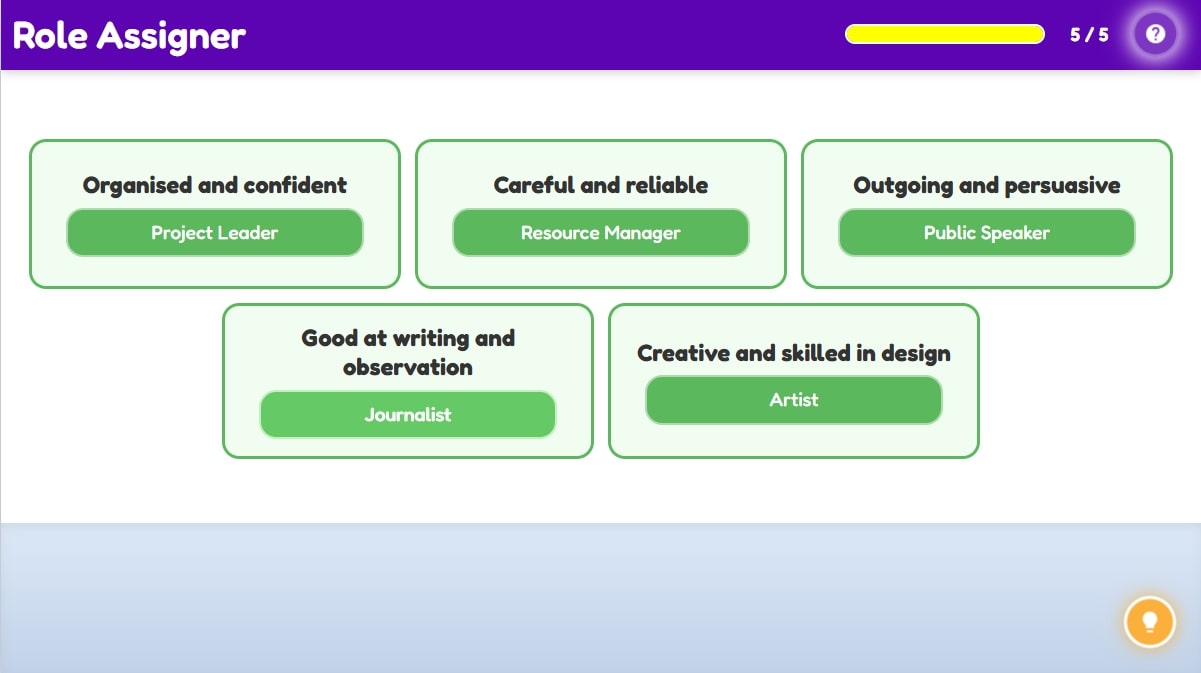 Role Assigner
5 / 5
?
Organised and confident
Project Leader
Careful and reliable
Resource Manager
Outgoing and persuasive
Public Speaker
Good at writing and
observation
Journalist
Creative and skilled in design
Artist